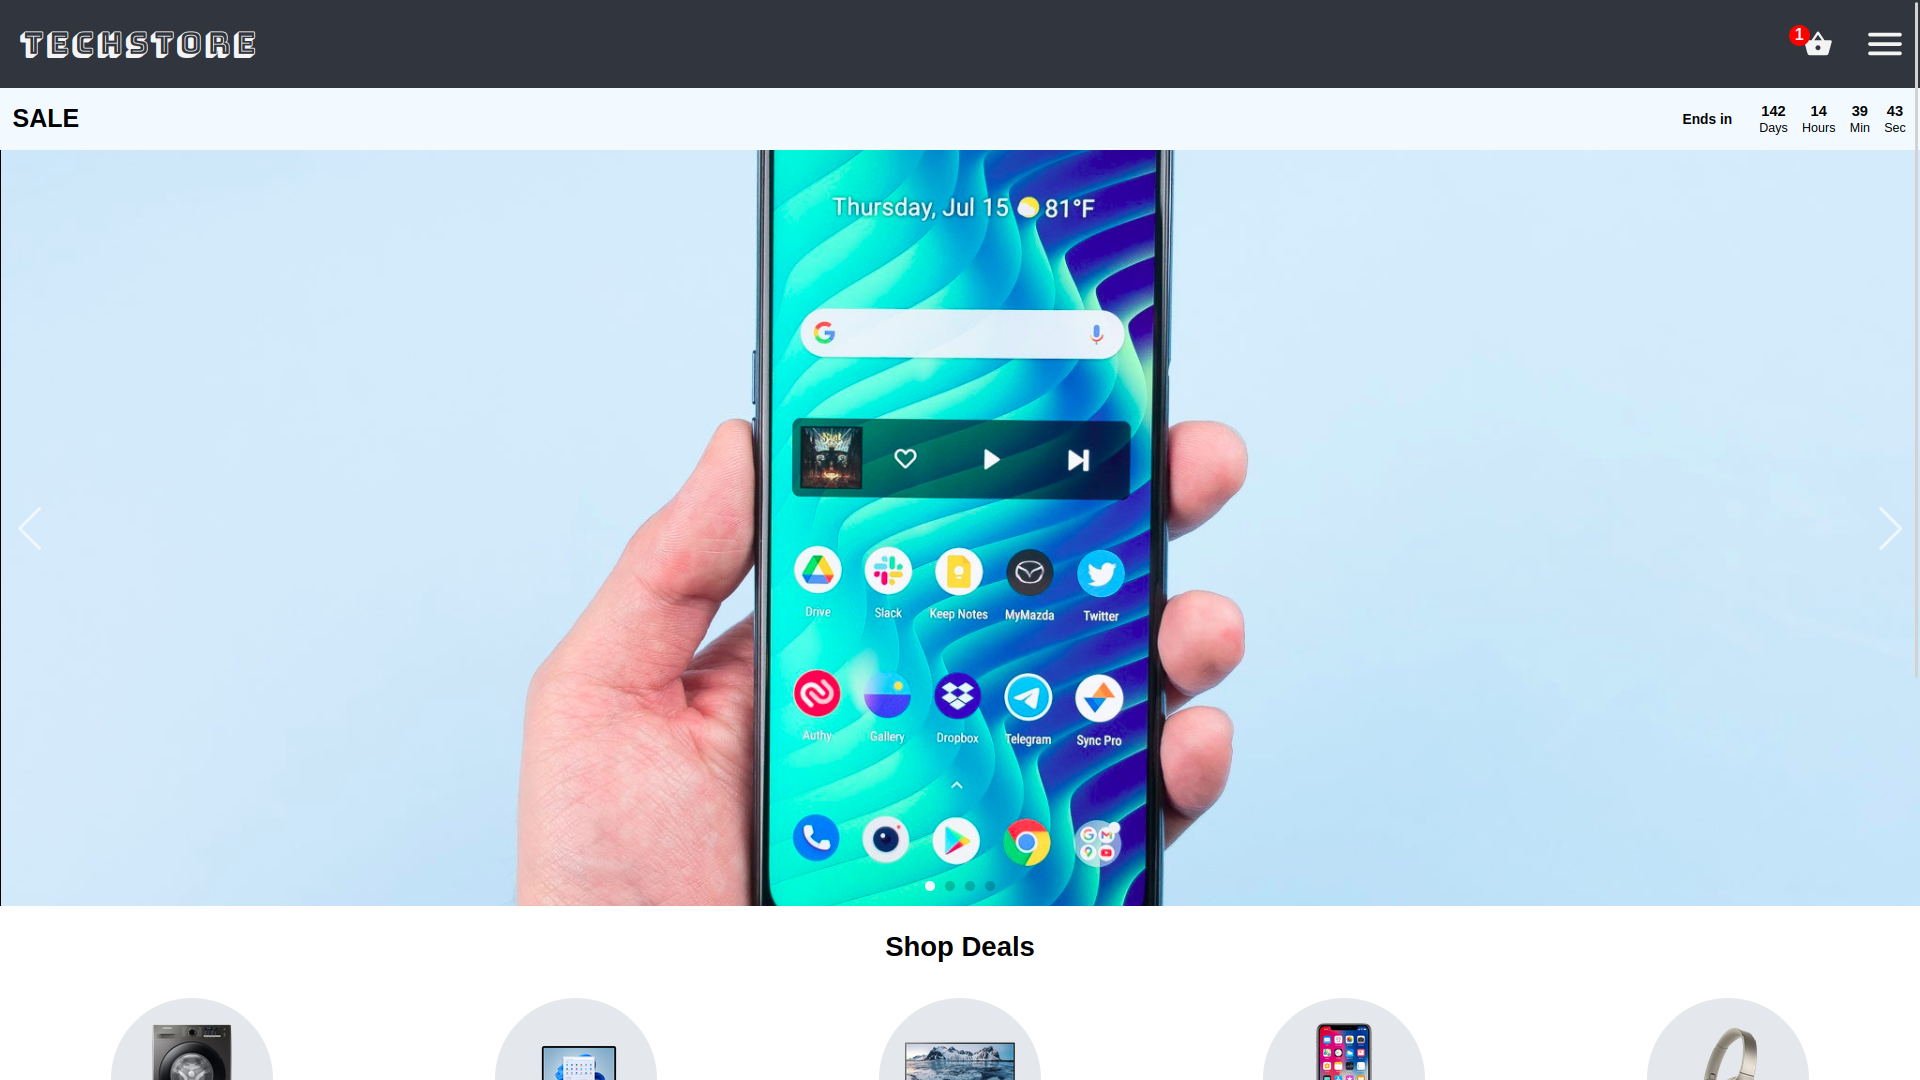 TECHSTORE
1
SALE
Ends in
142 14 39 43
Days Hours Min Sec
Thursday, Jul 15 81°F
Drive Slack Keep Notes MyMazda Twitter
Authy Gallery Dropbox Telegram Sync Pro
Shop Deals